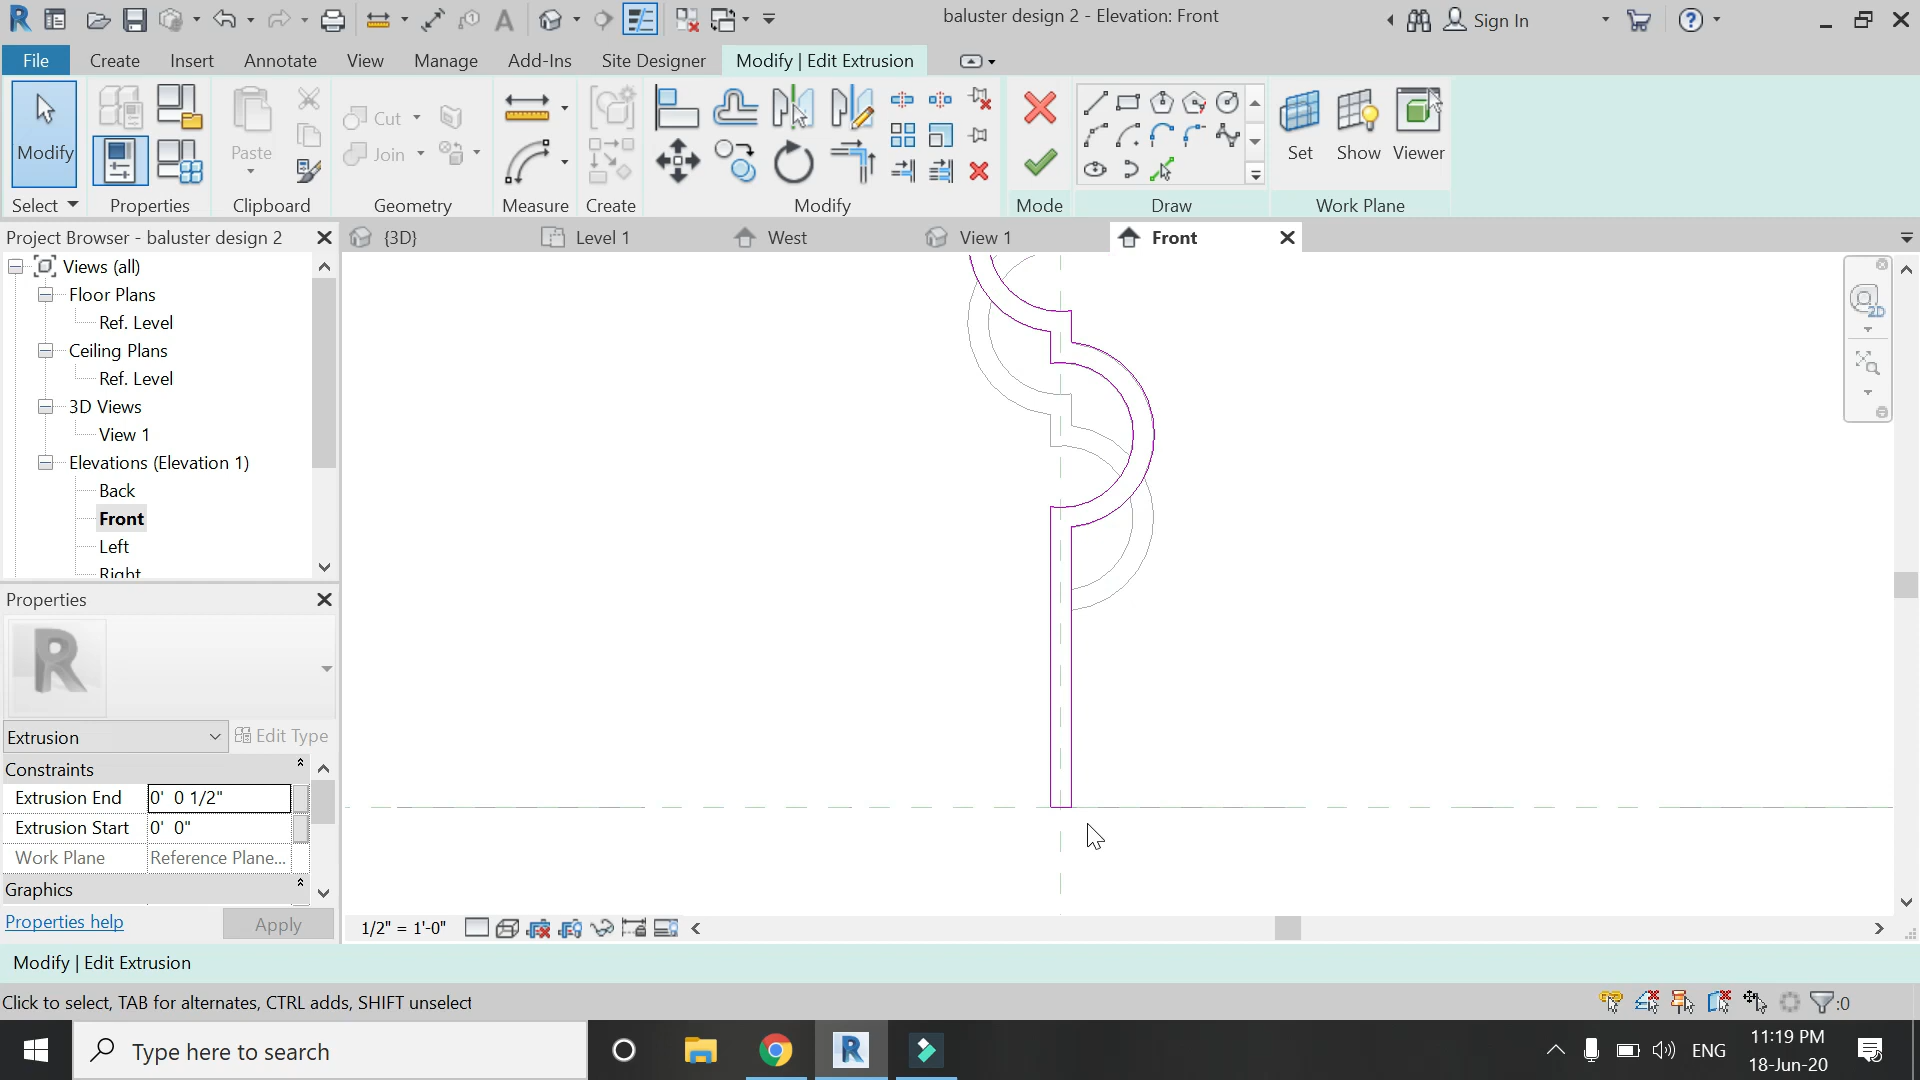 baluster design 2 - Elevation: Front
Sign In
File
Create
Insert
Annotate
View
Manage
Add-Ins
Site Designer
Modify | Edit Extrusion
Modify
Paste
Cut
Join
Set
Show
Viewer
Select
Properties
Clipboard
Geometry
Measure
Create
Modify
Mode
Draw
Work Plane
Project Browser - baluster design 2
{3D}
Level 1
West
View 1
Front
Views (all)
Floor Plans
Ref. Level
Ceiling Plans
Ref. Level
3D Views
View 1
Elevations (Elevation 1)
Back
Front
Left
Right
2D
Properties
Extrusion
Edit Type
Constraints
Extrusion End 0' 0 1/2"
Extrusion Start 0' 0"
Work Plane Reference Plane...
Graphics
Properties help
Apply
1/2" = 1'-0"
Modify | Edit Extrusion
Click to select, TAB for alternates, CTRL adds, SHIFT unselect
:0
Type here to search
ENG
11:19 PM
18-Jun-20